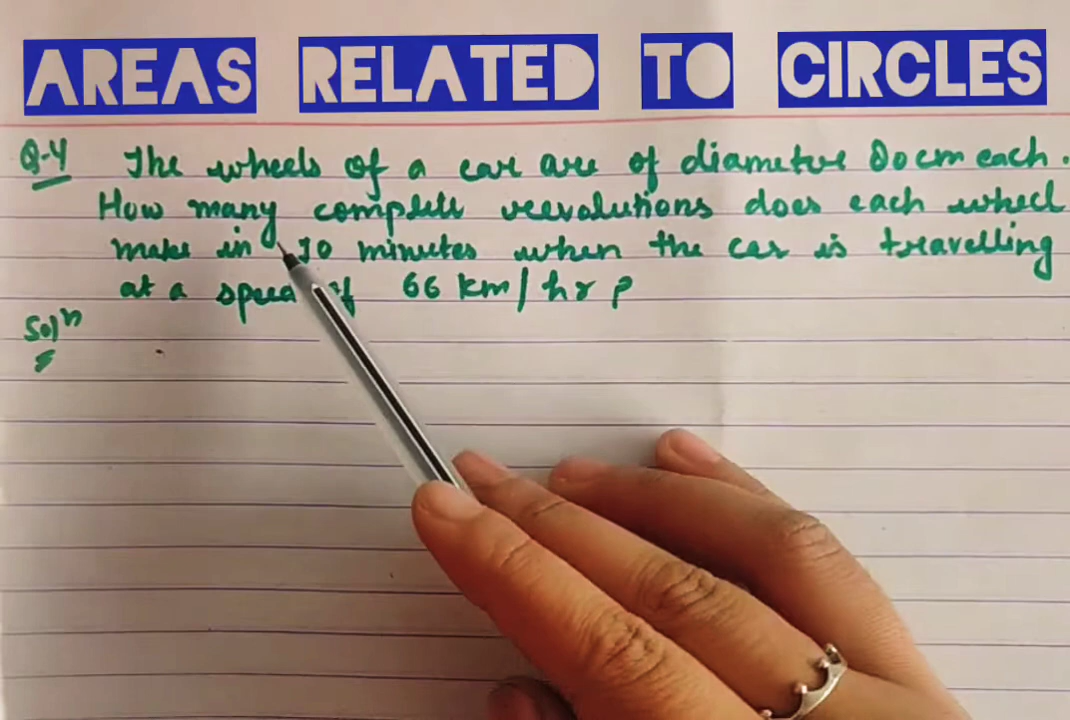 AREAS RELATED TO CIRCLES
Q-4 The wheels of a car are of diameter 80 cm each.
How many complete revolutions does each wheel
make in 10 minutes when the car is travelling
at a speed of 66 km/hr ?
Solⁿ